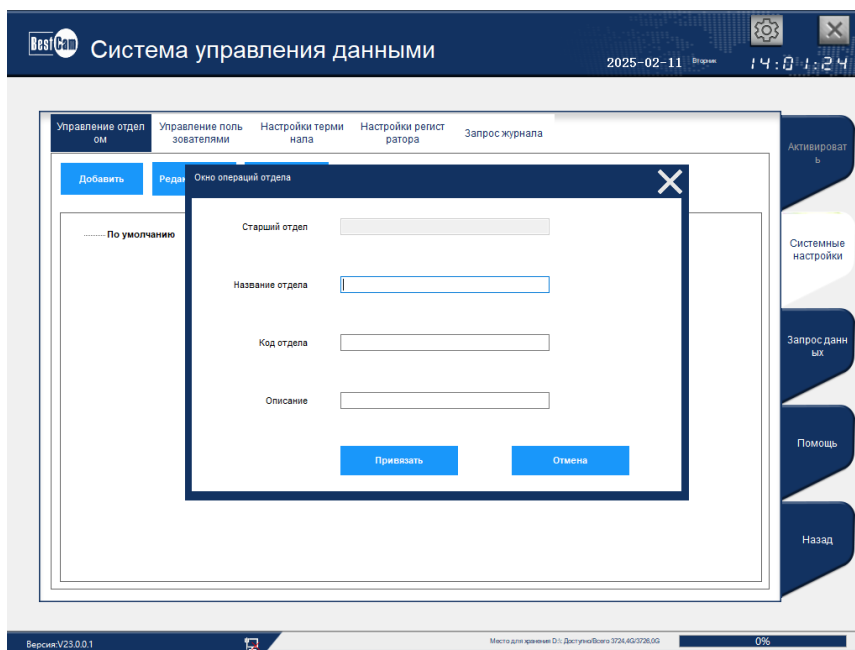 BestCam
Система управления данными
2025-02-11 Вторник 14:01:24
Управление отдел
ом
Управление поль
зователями
Настройки терми
нала
Настройки регист
ратора
Запрос журнала
Активироват
ь
Добавить
Реда
Окно операций отдела
По умолчанию
Старший отдел
Название отдела
Код отдела
Описание
Привязать
Отмена
Системные
настройки
Запрос данн
ых
Помощь
Назад
Версия:V23.0.0.1
Место для хранения D:\: Доступно/Всего 3724,4G/3726,0G
0%